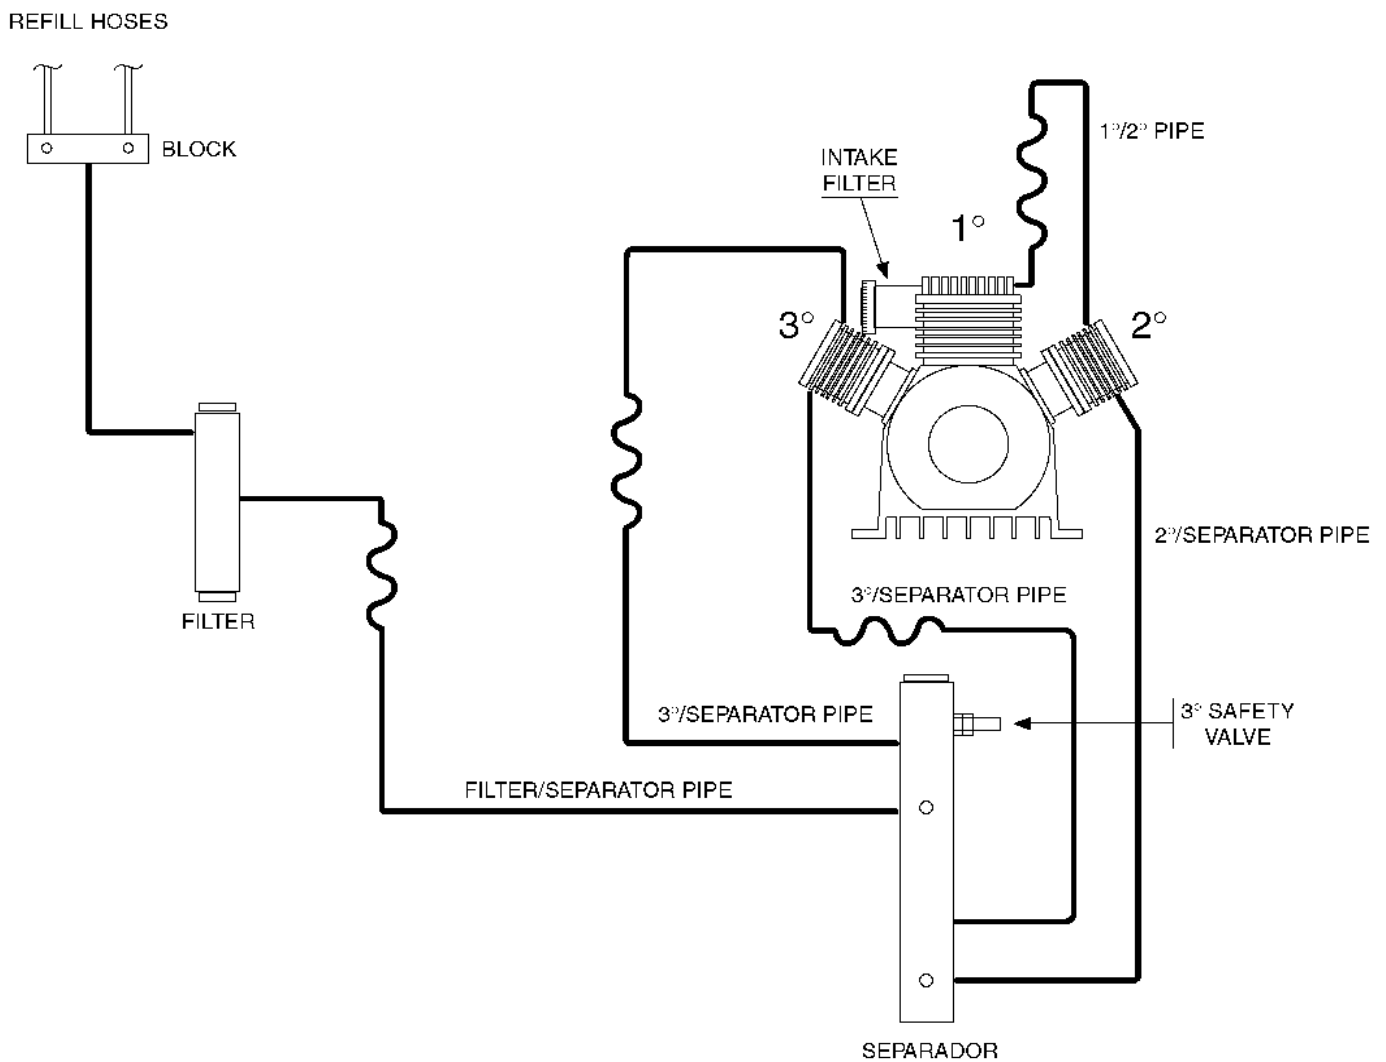 REFILL HOSES
BLOCK
1°/2° PIPE
INTAKE
FILTER
1°
3°
2°
2°/SEPARATOR PIPE
3°/SEPARATOR PIPE
FILTER
3°/SEPARATOR PIPE
3° SAFETY
VALVE
FILTER/SEPARATOR PIPE
SEPARADOR